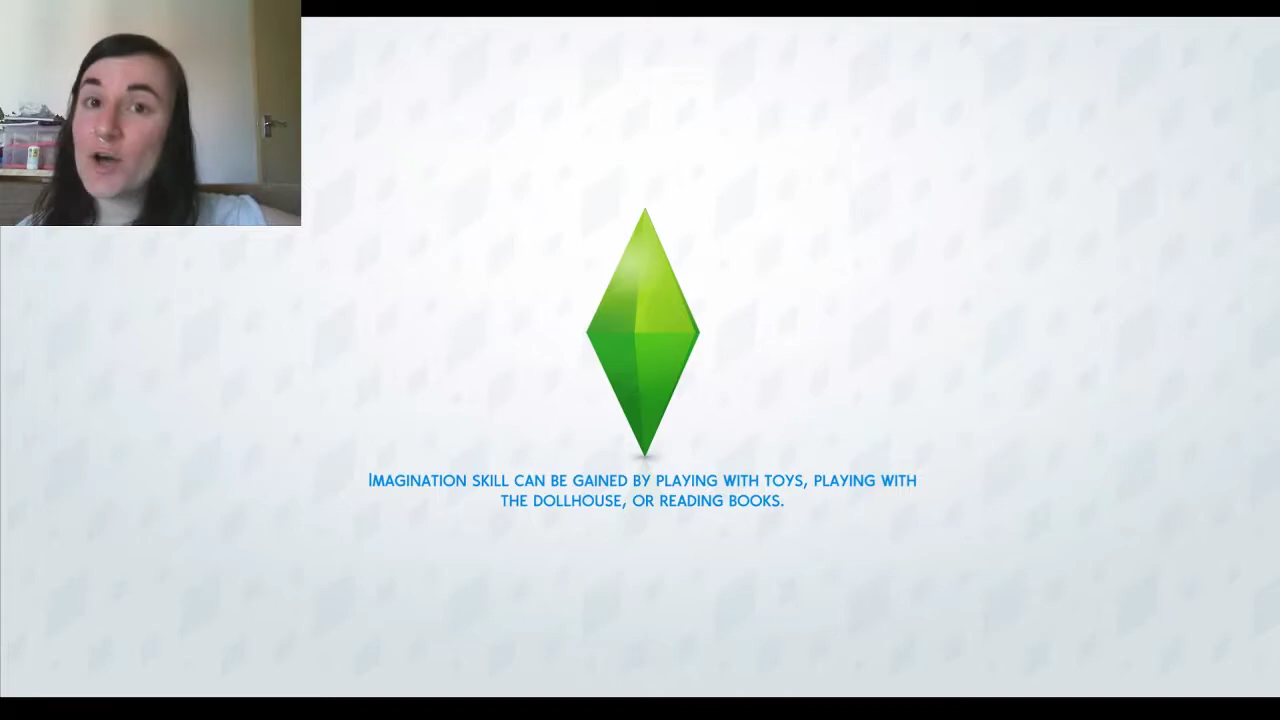 Imagination skill can be gained by playing with toys, playing with
the dollhouse, or reading books.